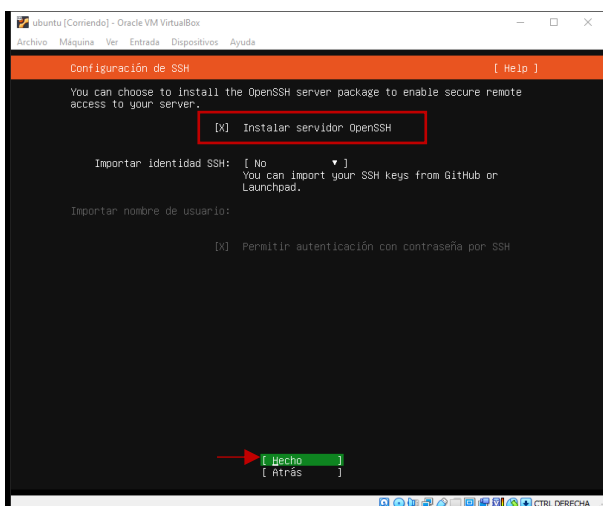 ubuntu [Corriendo] - Oracle VM VirtualBox
Archivo Máquina Ver Entrada Dispositivos Ayuda
Configuración de SSH [ Help ]
You can choose to install the OpenSSH server package to enable secure remote
access to your server.
[X] Instalar servidor OpenSSH
Importar identidad SSH: [ No ▾ ]
You can import your SSH keys from GitHub or
Launchpad.
Importar nombre de usuario:
[X] Permitir autenticación con contraseña por SSH
[ Hecho ]
[ Atrás ]
CTRL DERECHA